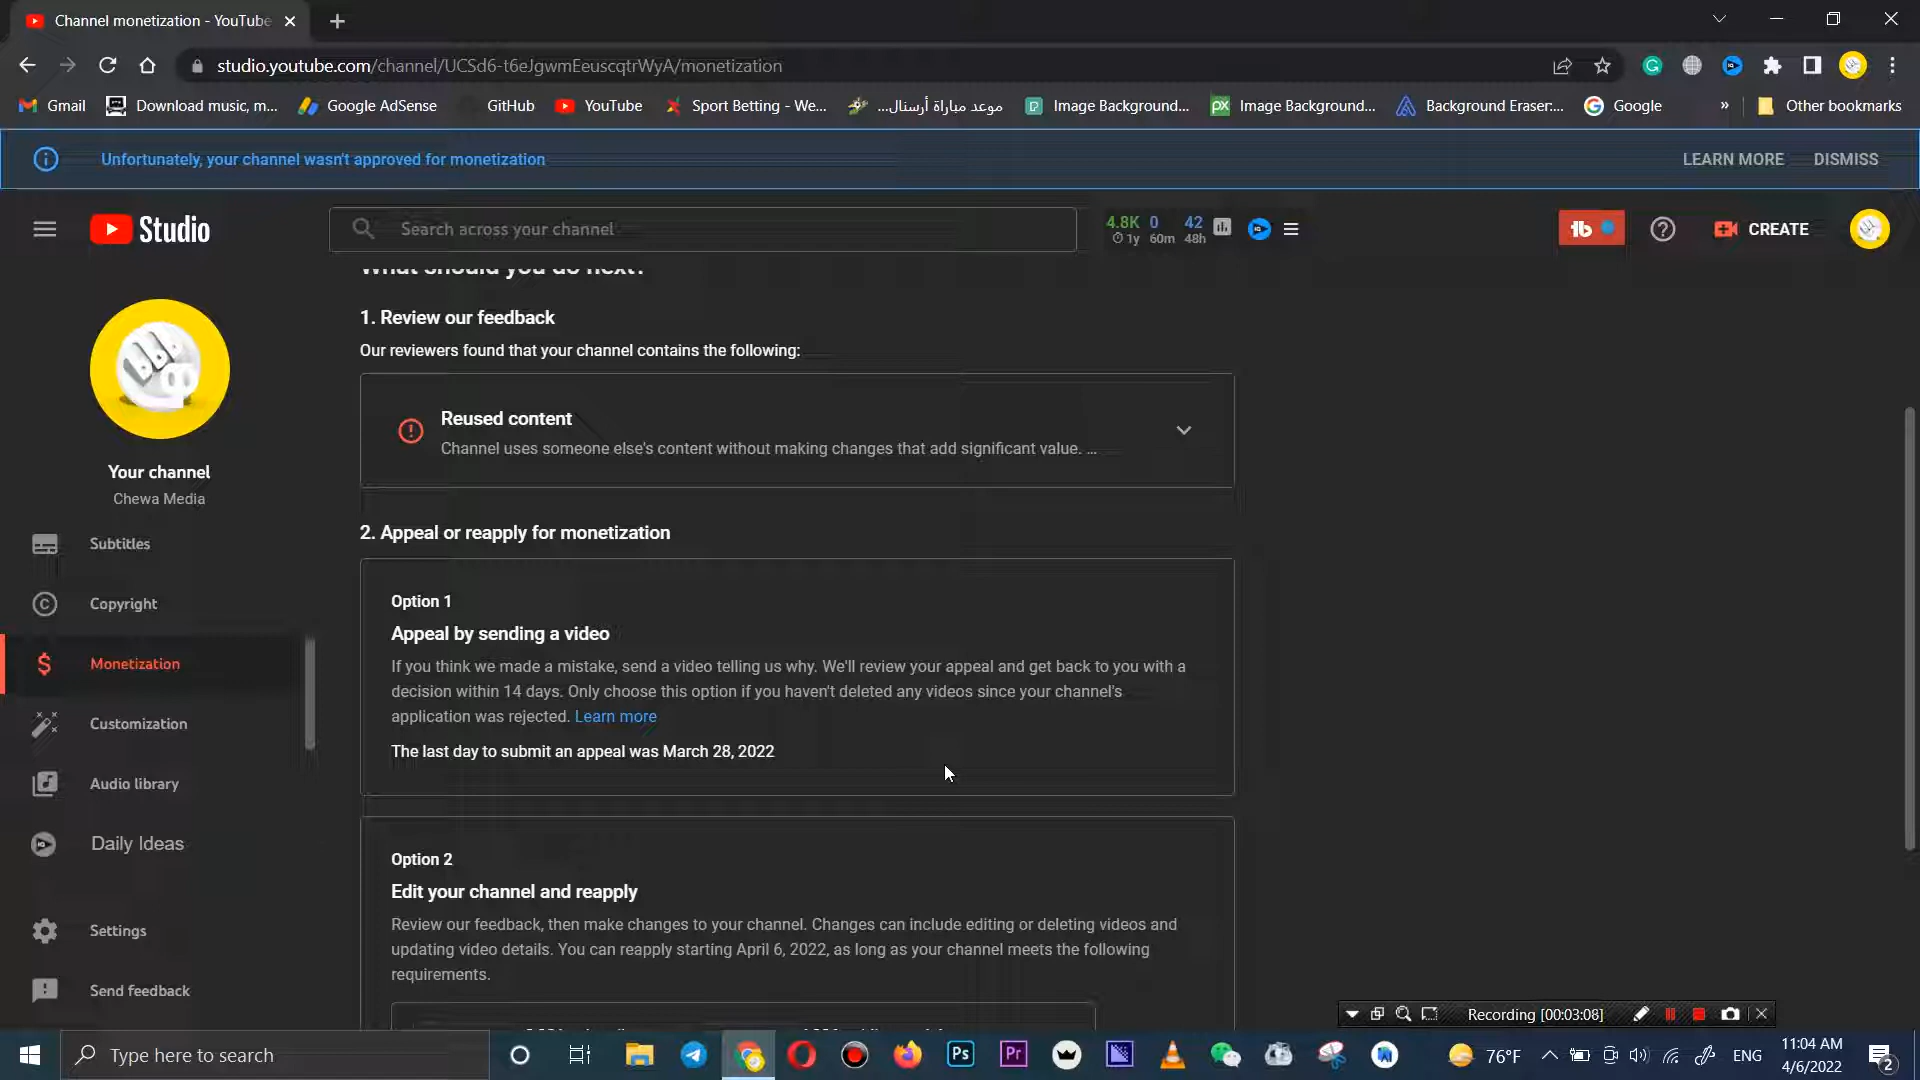 Channel monetization - YouTube
studio.youtube.com/channel/UCSd6-t6eJgwmEeuscqtrWyA/monetization
Gmail
Download music, m...
Google AdSense
GitHub
YouTube
Sport Betting - We...
موعد مباراة أرسنال...
Image Background...
Image Background...
Background Eraser:...
Google
»
Other bookmarks
Unfortunately, your channel wasn't approved for monetization
LEARN MORE
DISMISS
Studio
Search across your channel
4.8K 0 42
1y 60m 48h
CREATE
What should you do next?
1. Review our feedback
Our reviewers found that your channel contains the following:
Reused content
Channel uses someone else's content without making changes that add significant value. ...
2. Appeal or reapply for monetization
Option 1
Appeal by sending a video
If you think we made a mistake, send a video telling us why. We'll review your appeal and get back to you with a
decision within 14 days. Only choose this option if you haven't deleted any videos since your channel's
application was rejected. Learn more
The last day to submit an appeal was March 28, 2022
Option 2
Edit your channel and reapply
Review our feedback, then make changes to your channel. Changes can include editing or deleting videos and
updating video details. You can reapply starting April 6, 2022, as long as your channel meets the following
requirements.
Your channel
Chewa Media
Subtitles
Copyright
Monetization
Customization
Audio library
Daily Ideas
Settings
Send feedback
Recording [00:03:08]
Type here to search
Ps
Pr
76°F
ENG
11:04 AM
4/6/2022
2